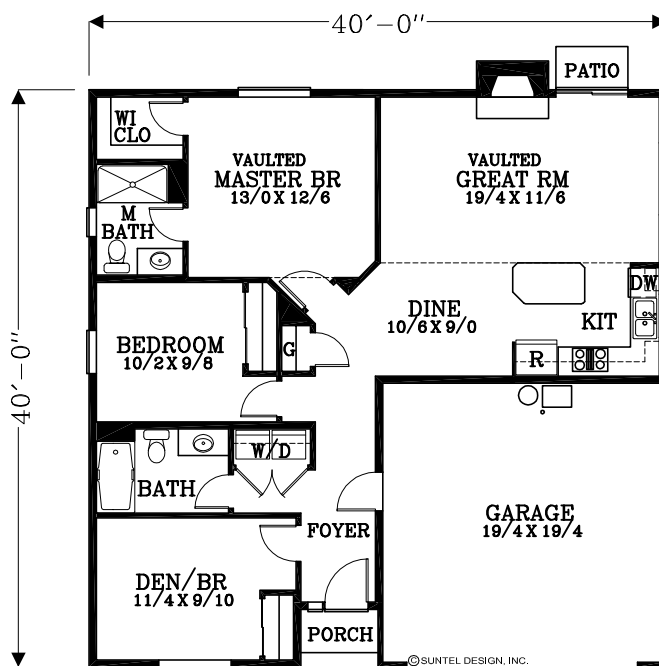 40'-0"
PATIO
WI
CLO
VAULTED
MASTER BR
13/0 X 12/6
VAULTED
GREAT RM
19/4 X 11/6
M
BATH
DW
DINE
10/6 X 9/0
KIT
BEDROOM
10/2 X 9/8
G
R
40'-0"
W/D
BATH
FOYER
GARAGE
19/4 X 19/4
DEN/BR
11/4 X 9/10
PORCH
©SUNTEL DESIGN, INC.